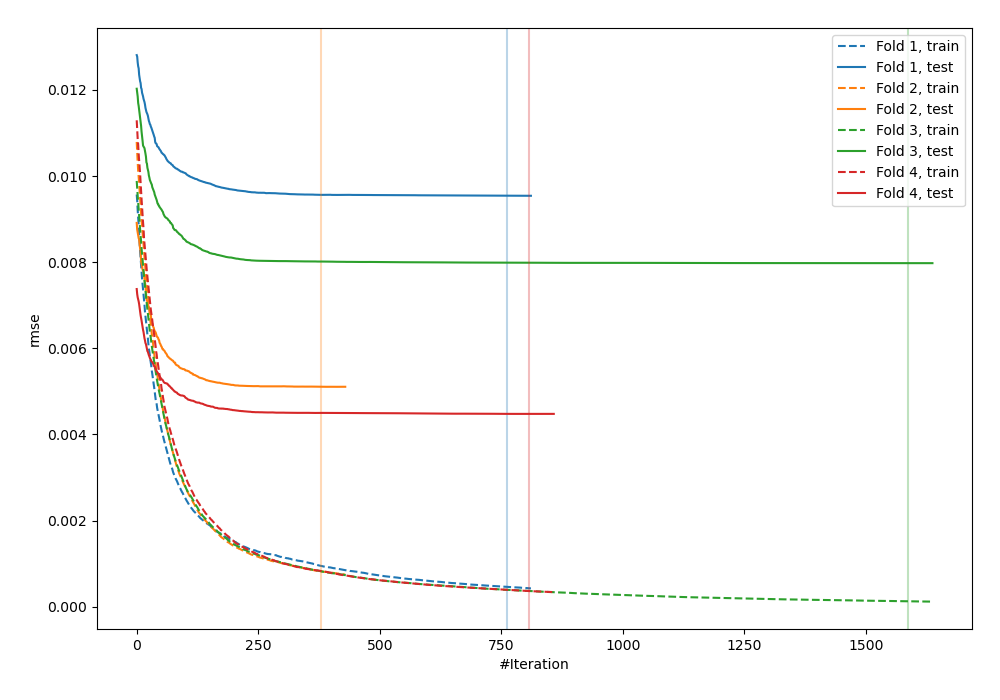 rmse
0.012
0.010
0.008
0.006
0.004
0.002
0.000
0
250
500
750
1000
1250
1500
#Iteration
Fold 1, train
Fold 1, test
Fold 2, train
Fold 2, test
Fold 3, train
Fold 3, test
Fold 4, train
Fold 4, test